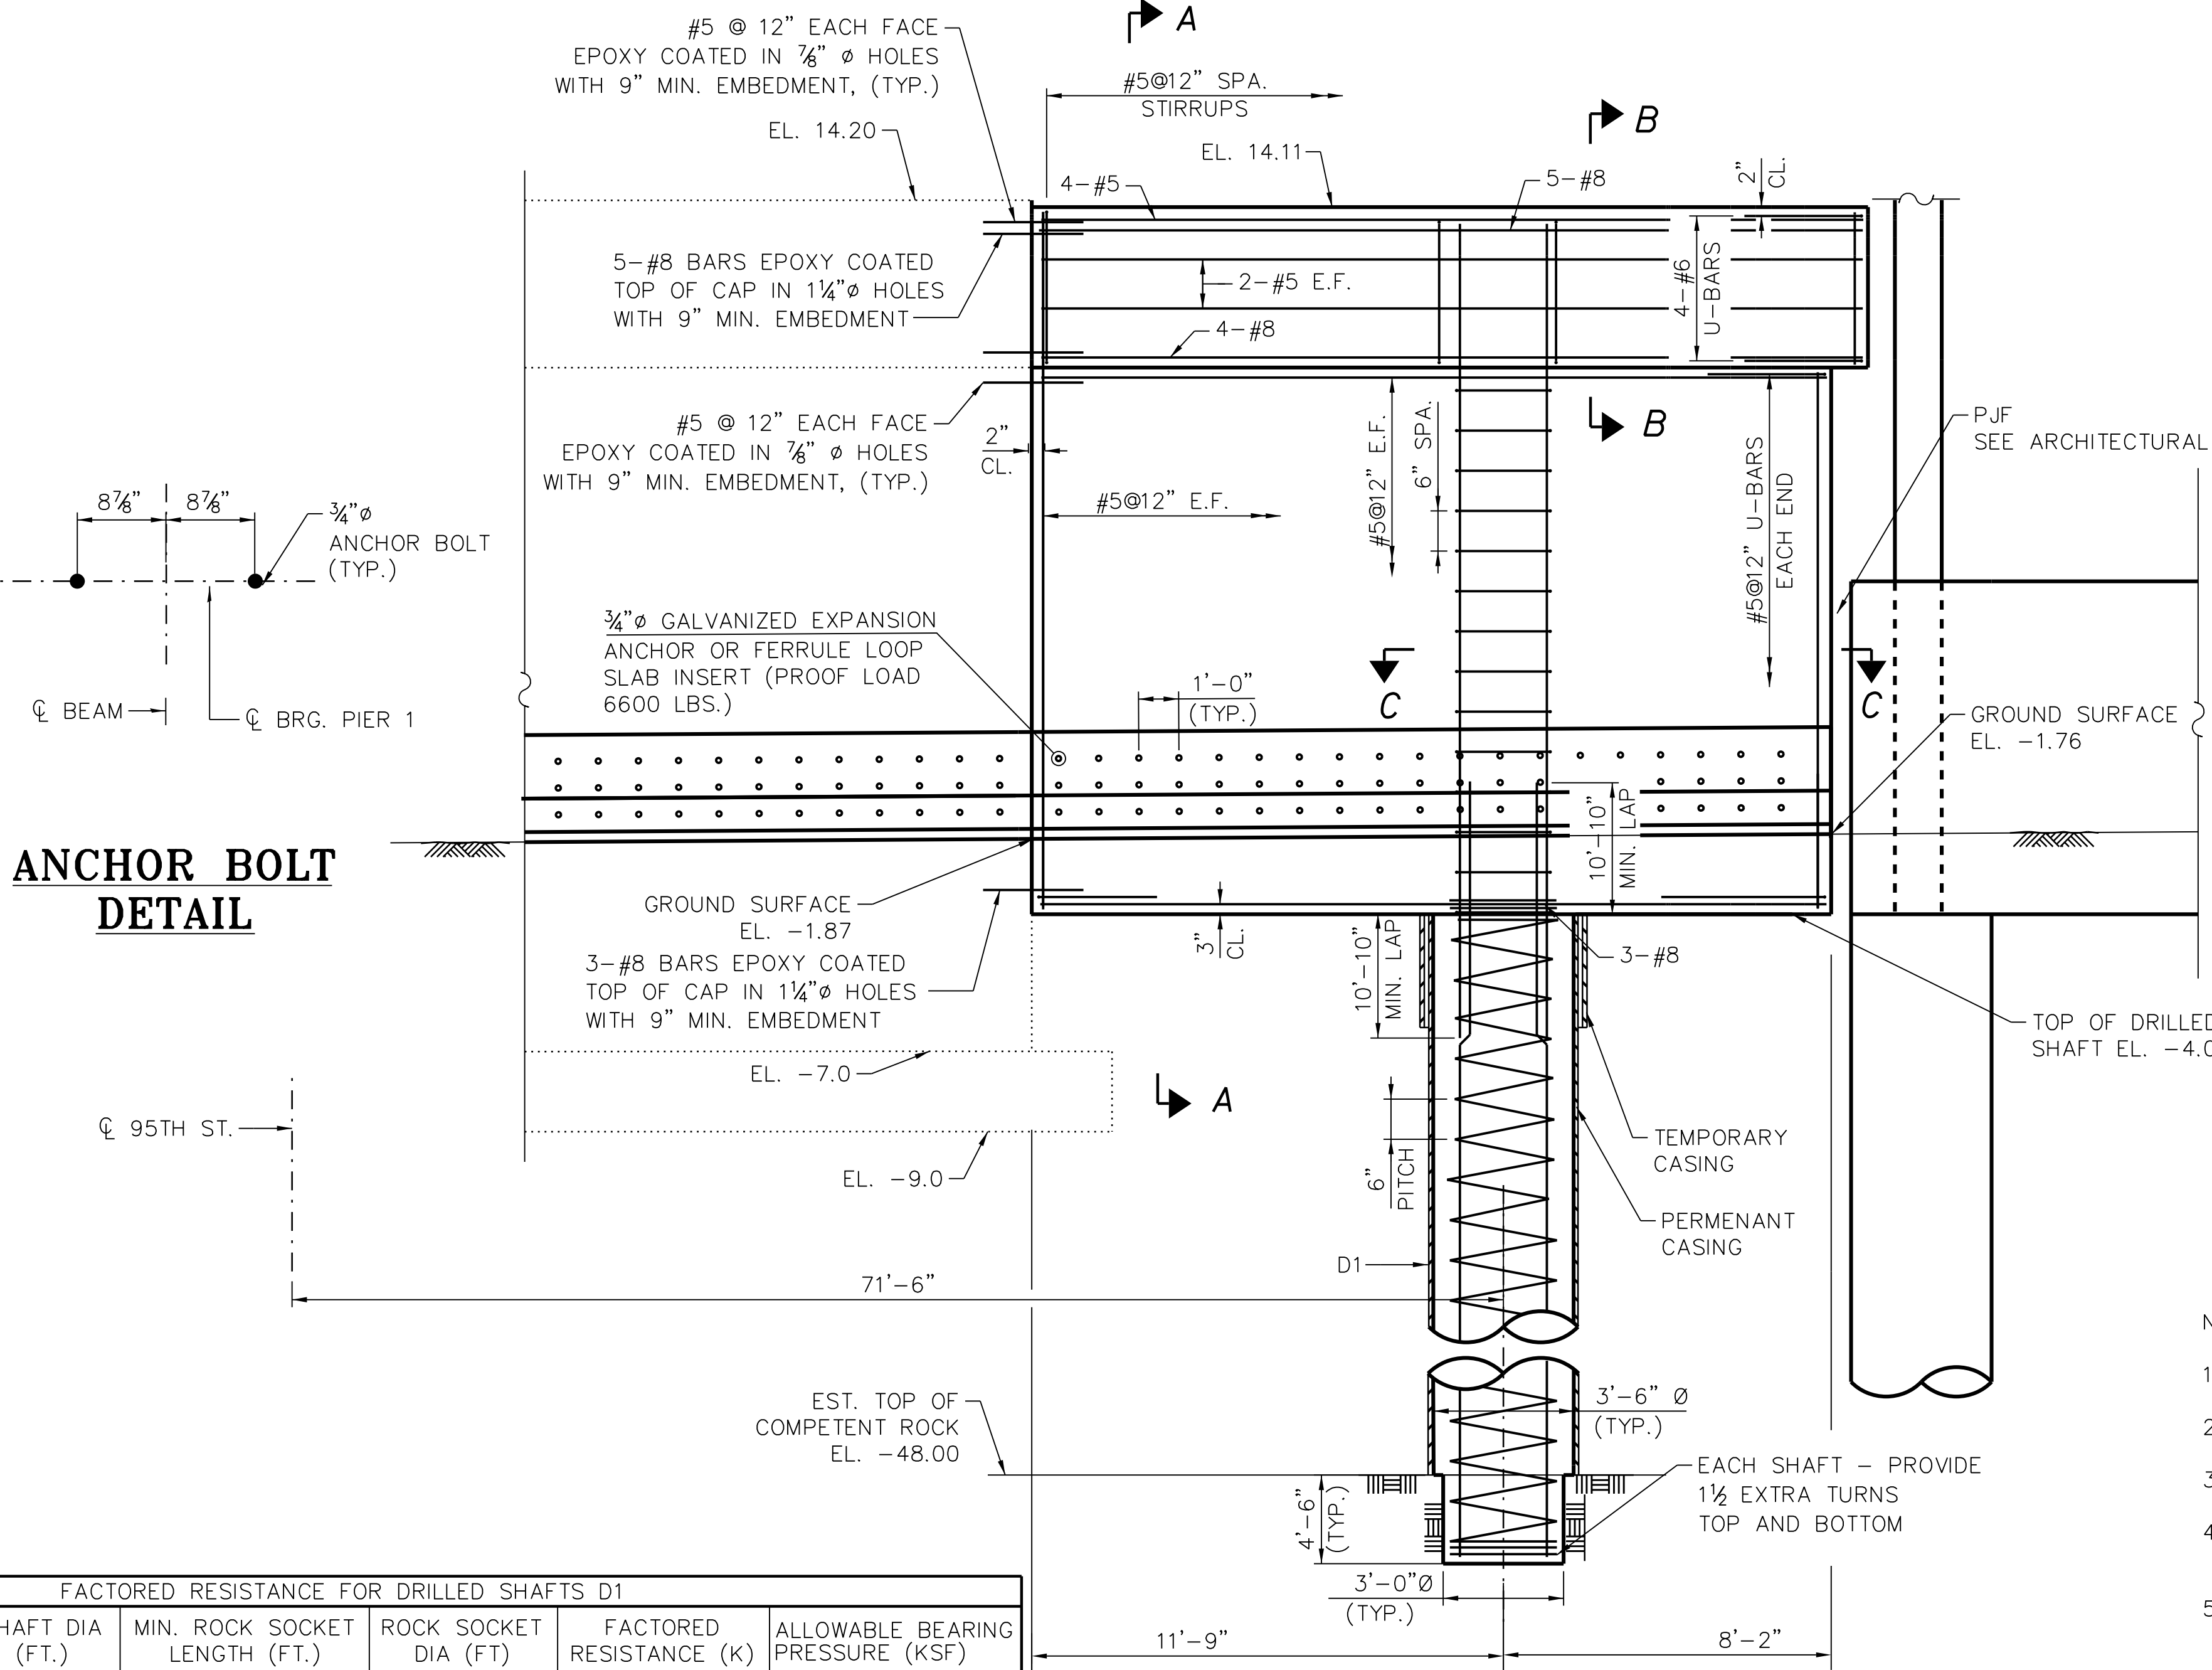 A
#5 @ 12" EACH FACE
EPOXY COATED IN ⅞" ø HOLES
WITH 9" MIN. EMBEDMENT, (TYP.)
#5@12" SPA.
STIRRUPS
EL. 14.20
B
EL. 14.11
2"
CL.
4-#5
5-#8
5-#8 BARS EPOXY COATED
TOP OF CAP IN 1¼"ø HOLES
WITH 9" MIN. EMBEDMENT
2-#5 E.F.
4-#6
U-BARS
4-#8
#5 @ 12" EACH FACE
EPOXY COATED IN ⅞" ø HOLES
WITH 9" MIN. EMBEDMENT, (TYP.)
2"
CL.
#5@12" E.F.
6" SPA.
B
#5@12" U-BARS
EACH END
PJF
SEE ARCHITECTURAL
8⅞"
8⅞"
¾"ø
ANCHOR BOLT
(TYP.)
#5@12" E.F.
¾"ø GALVANIZED EXPANSION
ANCHOR OR FERRULE LOOP
SLAB INSERT (PROOF LOAD
6600 LBS.)
1'-0"
(TYP.)
C
C
℄ BEAM
℄ BRG. PIER 1
GROUND SURFACE
EL. -1.76
10'-10"
MIN. LAP
ANCHOR BOLT
DETAIL
GROUND SURFACE
EL. -1.87
3"
CL.
10'-10"
MIN. LAP
3-#8
3-#8 BARS EPOXY COATED
TOP OF CAP IN 1¼"ø HOLES
WITH 9" MIN. EMBEDMENT
TOP OF DRILLED
SHAFT EL. -4.0
EL. -7.0
A
℄ 95TH ST.
TEMPORARY
CASING
EL. -9.0
6"
PITCH
PERMENANT
CASING
D1
71'-6"
N
1
2
3
4
5
EST. TOP OF
COMPETENT ROCK
EL. -48.00
3'-6" Ø
(TYP.)
EACH SHAFT - PROVIDE
1½ EXTRA TURNS
TOP AND BOTTOM
4'-6"
(TYP.)
3'-0"Ø
(TYP.)
11'-9"
8'-2"
FACTORED RESISTANCE FOR DRILLED SHAFTS D1
HAFT DIA
(FT.)
MIN. ROCK SOCKET
LENGTH (FT.)
ROCK SOCKET
DIA (FT)
FACTORED
RESISTANCE (K)
ALLOWABLE BEARING
PRESSURE (KSF)